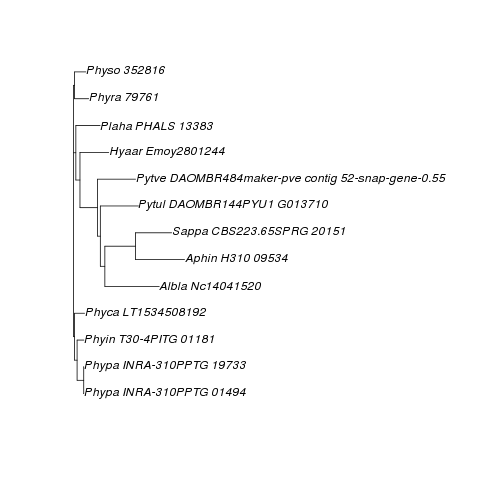 Physo 352816
Phyra 79761
Plaha PHALS 13383
Hyaar Emoy2801244
Pytve DAOMBR484maker-pve contig 52-snap-gene-0.55
Pytul DAOMBR144PYU1 G013710
Sappa CBS223.65SPRG 20151
Aphin H310 09534
Albla Nc14041520
Phyca LT1534508192
Phyin T30-4PITG 01181
Phypa INRA-310PPTG 19733
Phypa INRA-310PPTG 01494